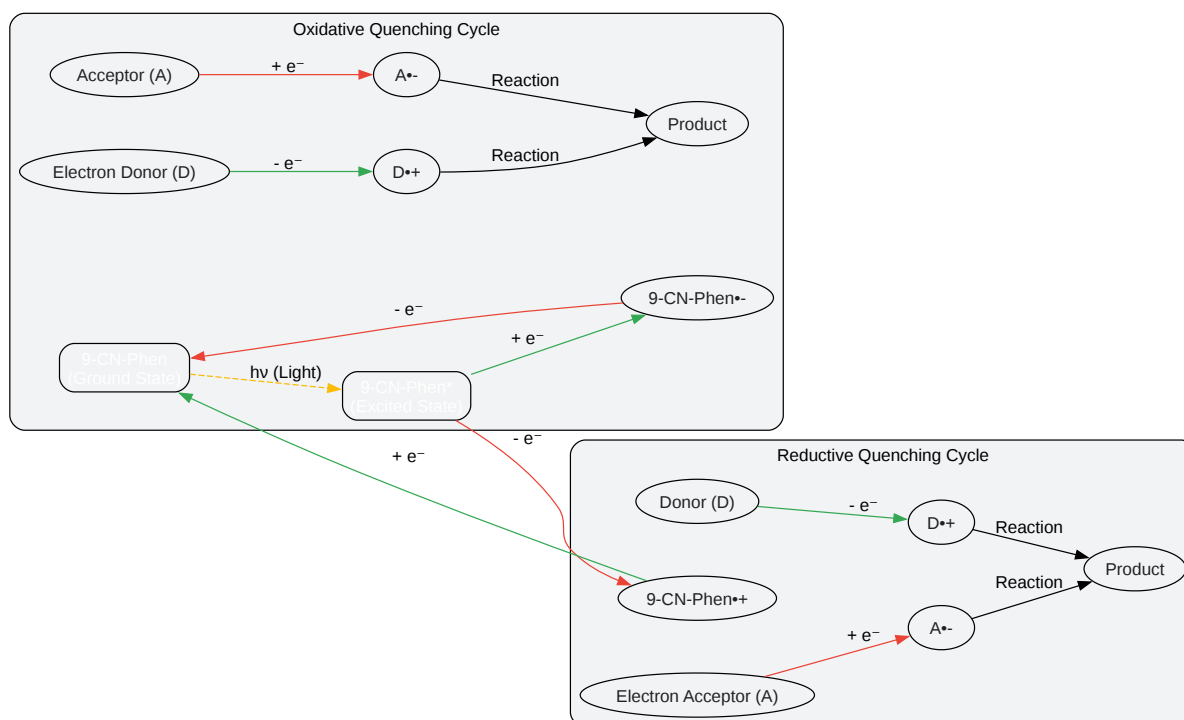 Oxidative Quenching Cycle
Acceptor (A)
+ e⁻
A•-
Reaction
Product
Electron Donor (D)
- e⁻
D•+
Reaction
9-CN-Phen•-
- e⁻
+ e⁻
9-CN-Phen
(Ground State)
hν (Light)
9-CN-Phen*
(Excited State)
- e⁻
+ e⁻
Reductive Quenching Cycle
Donor (D)
- e⁻
D•+
Reaction
Product
9-CN-Phen•+
Reaction
A•-
+ e⁻
Electron Acceptor (A)